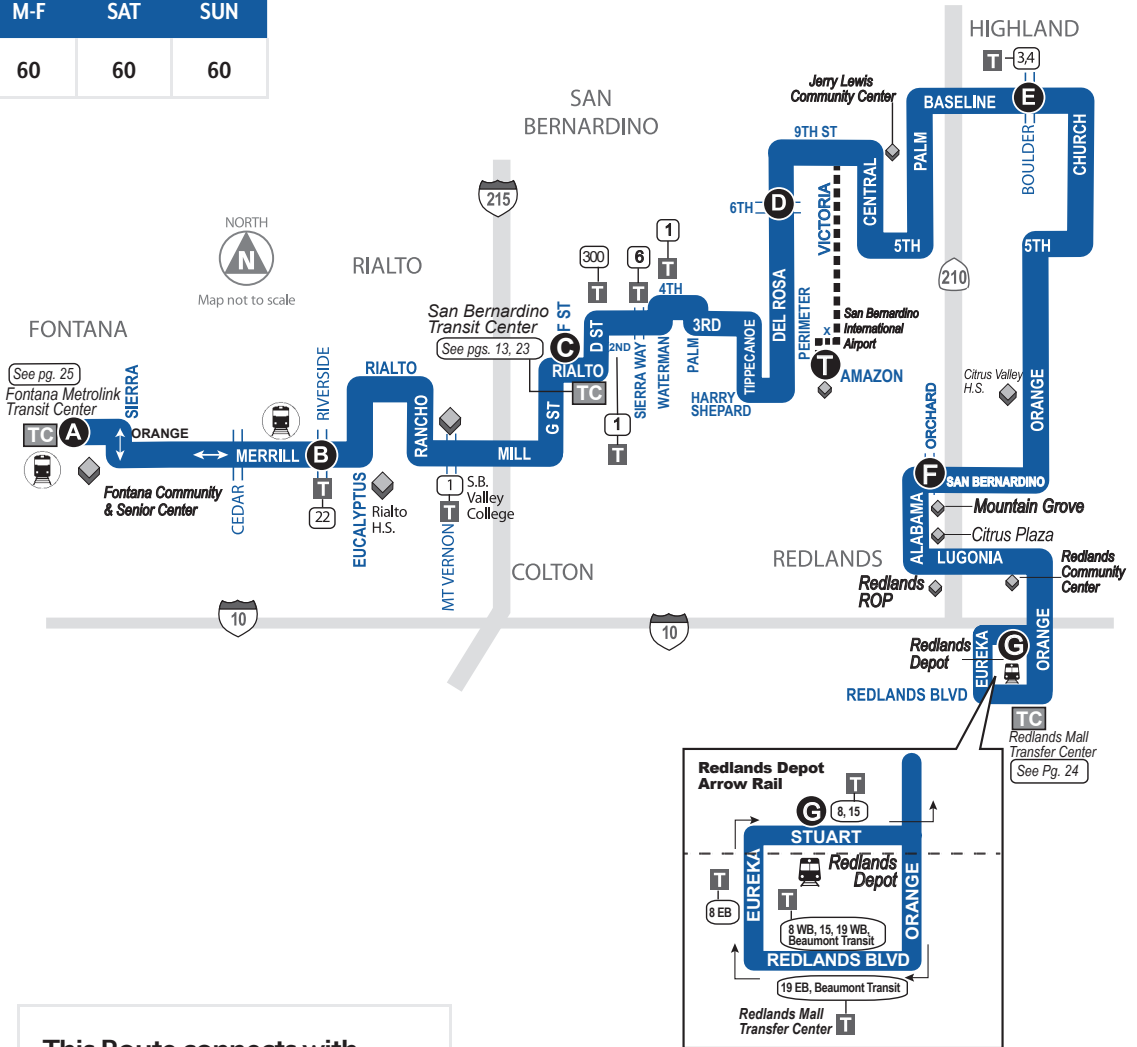 M-F SAT SUN
60 60 60
HIGHLAND
T 3,4
Jerry Lewis
Community Center
BASELINE
E
SAN
BERNARDINO
9TH ST
PALM
BOULDER
CHURCH
215
6TH
D
VICTORIA
CENTRAL
5TH
5TH
210
NORTH
N
Map not to scale
RIALTO
300
T
6
T
1
T
4TH
San Bernardino
Transit Center
See pgs. 13, 23
F ST
C
D ST
2ND
RIALTO
TC
G ST
SIERRA WAY
WATERMAN
PALM
3RD
HARRY
SHEPARD
TIPPECANOE
DEL ROSA
PERIMETER
x
San Bernardino
International
Airport
T
AMAZON
1
T
FONTANA
See pg. 25
Fontana Metrolink
Transit Center
TC
A
SIERRA
ORANGE
MERRILL
Fontana Community
& Senior Center
CEDAR
RIVERSIDE
B
T
22
EUCALYPTUS
RIALTO
Rialto
H.S.
RANCHO
MILL
1
T
S.B.
Valley
College
MT VERNON
COLTON
10
10
Citrus Valley
H.S.
ORANGE
ORCHARD
F
SAN BERNARDINO
ALABAMA
Mountain Grove
Citrus Plaza
REDLANDS
LUGONIA
Redlands
ROP
Redlands
Community
Center
ORANGE
Redlands
Depot
EUREKA
G
REDLANDS BLVD
TC
Redlands Mall
Transfer Center
See Pg. 24
Redlands Depot
Arrow Rail
T
G
8, 15
STUART
EUREKA
Redlands
Depot
ORANGE
T
8 EB
T
8 WB, 15, 19 WB,
Beaumont Transit
REDLANDS BLVD
19 EB, Beaumont Transit
Redlands Mall
Transfer Center
T
This Route connects with